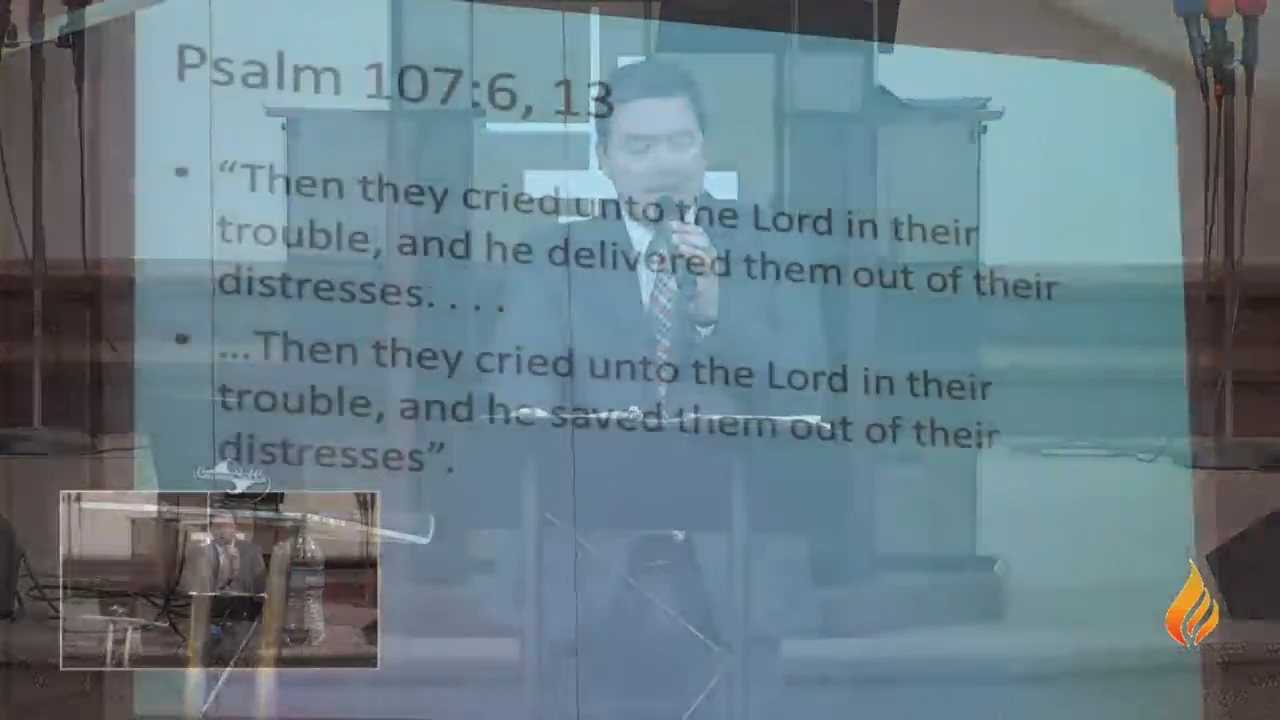 Psalm 107:6, 13
• “Then they cried unto the Lord in their
trouble, and he delivered them out of their
distresses. . . .
• ...Then they cried unto the Lord in their
trouble, and he saved them out of their
distresses”.